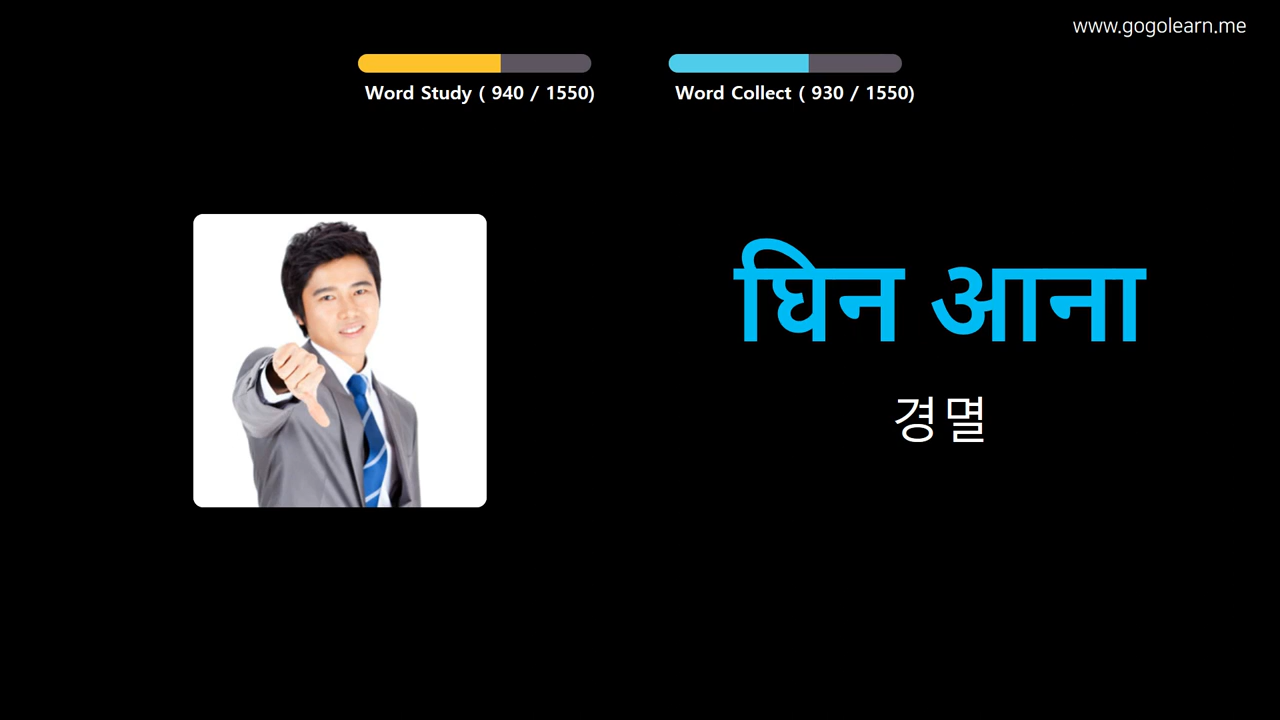 www.gogolearn.me
Word Study ( 940 / 1550)
Word Collect ( 930 / 1550)
घिन आना
경멸